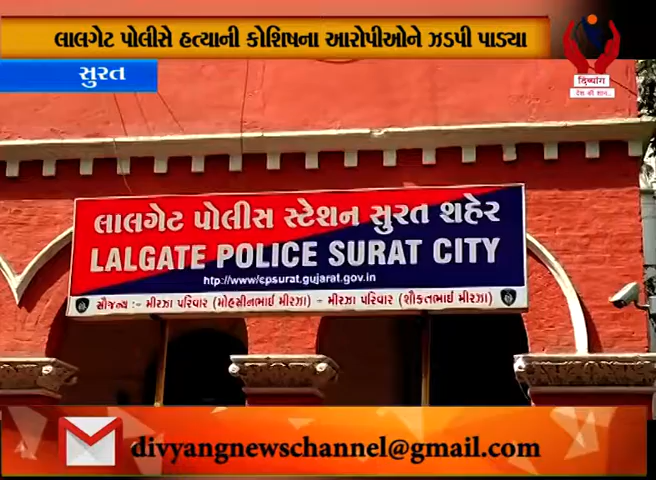 લાલગેટ પોલીસે હત્યાની કોશિષના આરોપીઓને ઝડપી પાડ્યા
સુરત
दिव्यांग
देश की शान..
લાલગેટ પોલીસ સ્ટેશન સુરત શહેર
LALGATE POLICE SURAT CITY
http://www/cpsurat.gujarat.gov.in
સૌજન્ય :- મીરઝા પરિવાર (મોહસીનભાઈ મીરઝા) - મીરઝા પરિવાર (શૌકતભાઈ મીરઝા)
divyangnewschannel@gmail.com